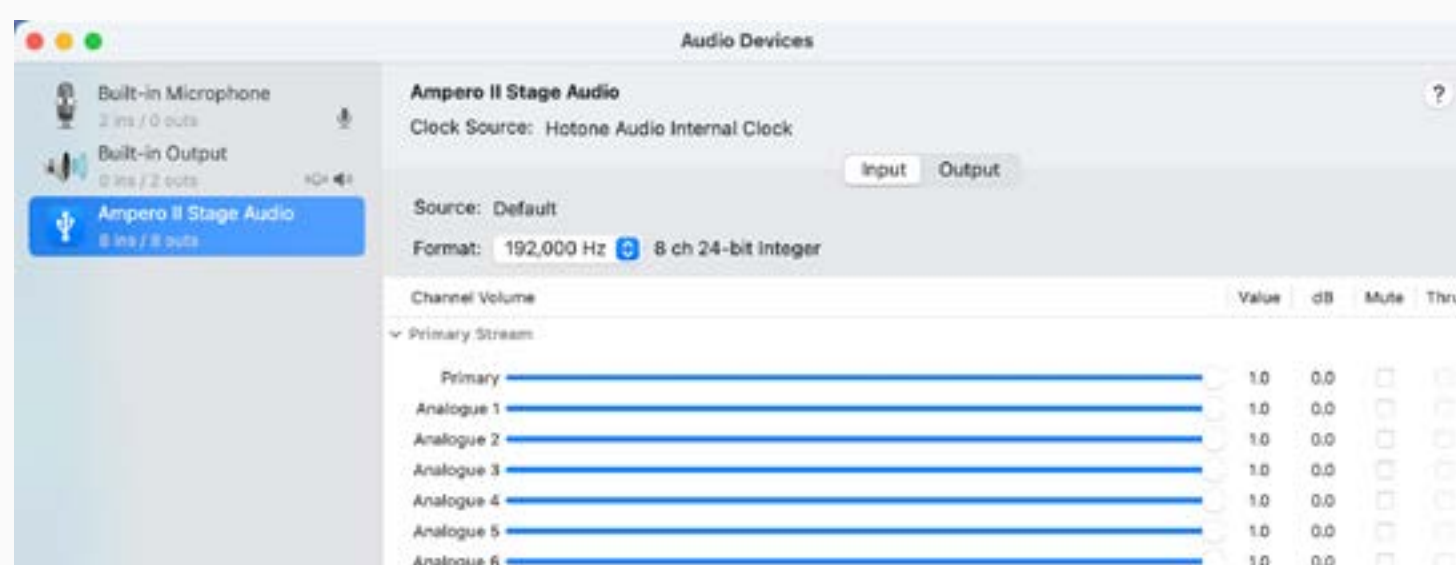 Audio Devices
Built-in Microphone
2 ins / 0 outs
Built-in Output
0 ins / 2 outs
Ampero II Stage Audio
8 ins / 8 outs
Ampero II Stage Audio
?
Clock Source: Hotone Audio Internal Clock
Input Output
Source: Default
Format: 192,000 Hz 8 ch 24-bit Integer
Channel Volume Value dB Mute Thru
Primary Stream
Primary 1.0 0.0
Analogue 1 1.0 0.0
Analogue 2 1.0 0.0
Analogue 3 1.0 0.0
Analogue 4 1.0 0.0
Analogue 5 1.0 0.0
Analogue 6 1.0 0.0